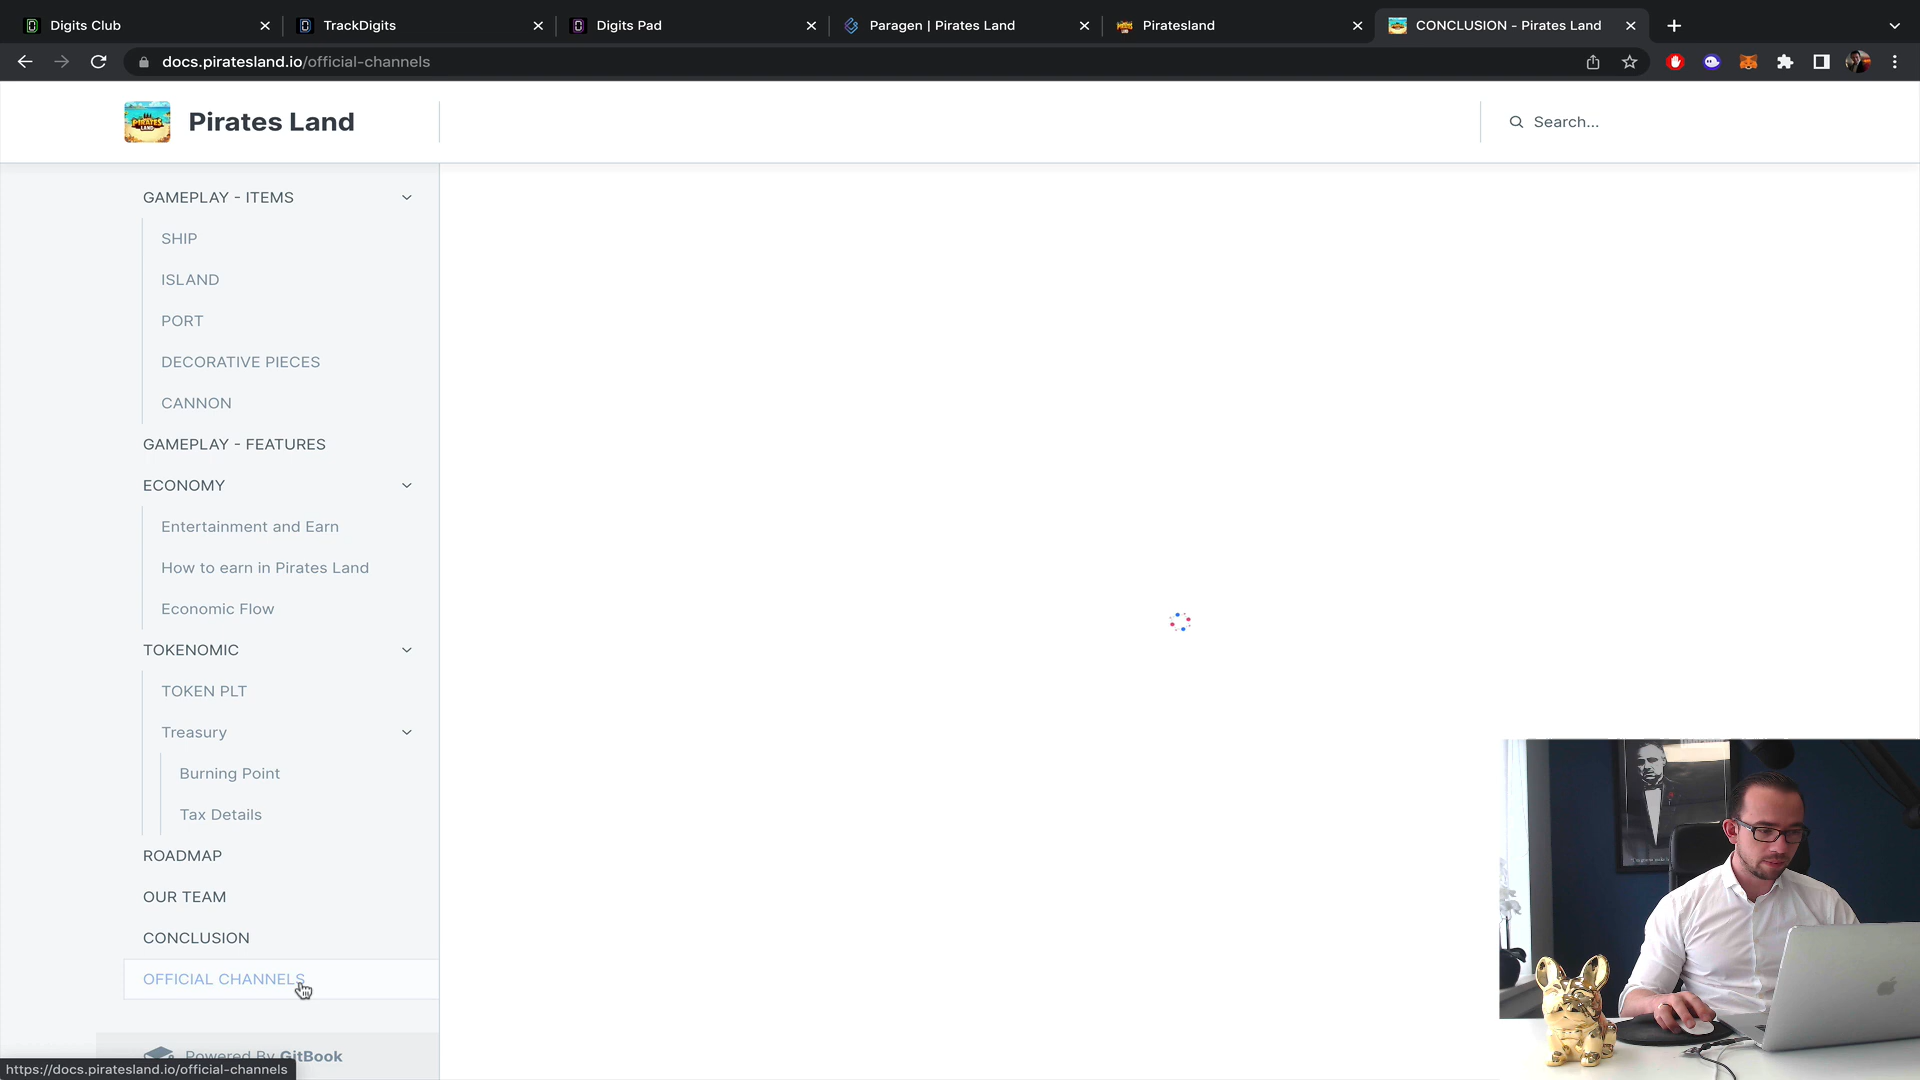 Digits Club
TrackDigits
Digits Pad
Paragen | Pirates Land
Piratesland
CONCLUSION - Pirates Land
docs.piratesland.io/official-channels
PIRATES
LAND
Pirates Land
Search...
GAMEPLAY - ITEMS
SHIP
ISLAND
PORT
DECORATIVE PIECES
CANNON
GAMEPLAY - FEATURES
ECONOMY
Entertainment and Earn
How to earn in Pirates Land
Economic Flow
TOKENOMIC
TOKEN PLT
Treasury
Burning Point
Tax Details
ROADMAP
OUR TEAM
CONCLUSION
OFFICIAL CHANNELS
Powered By GitBook
https://docs.piratesland.io/official-channels